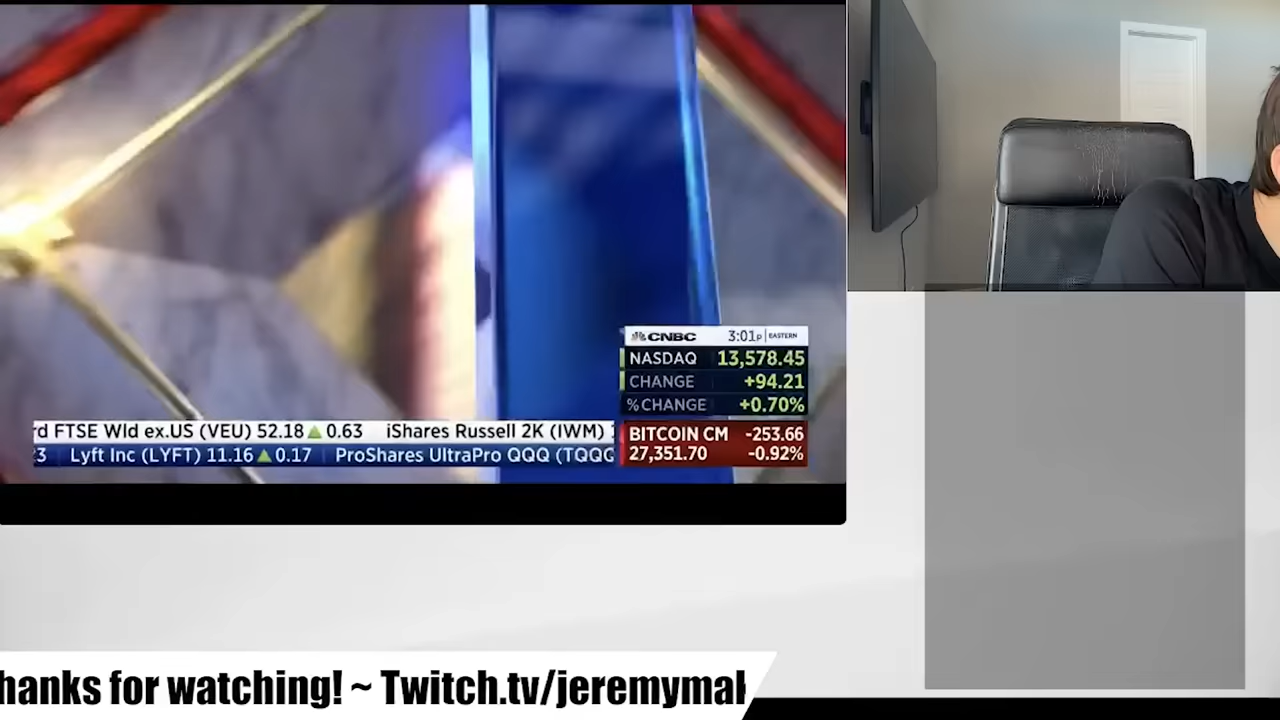 CNBC 3:01P EASTERN
NASDAQ 13,578.45
CHANGE +94.21
%CHANGE +0.70%
FTSE Wld ex.US (VEU) 52.18 ▲ 0.63 iShares Russell 2K (IWM)
BITCOIN CM -253.66
27,351.70 -0.92%
3 Lyft Inc (LYFT) 11.16 ▲ 0.17 ProShares UltraPro QQQ (TQQQ
hanks for watching! ~ Twitch.tv/jeremymal